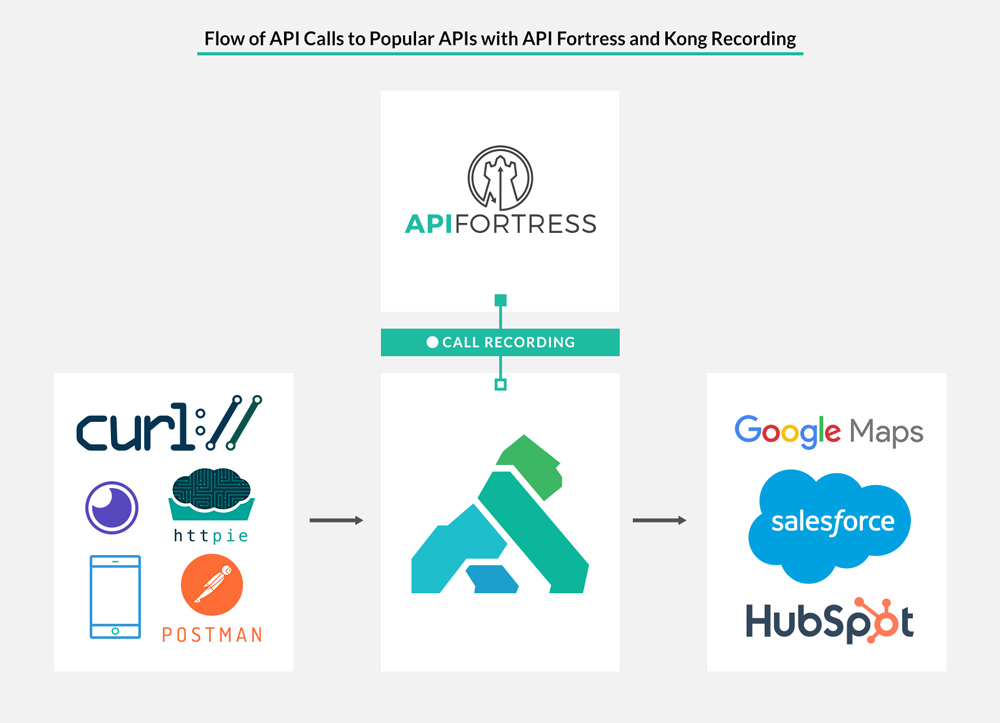 Flow of API Calls to Popular APIs with API Fortress and Kong Recording
APIFORTRESS
CALL RECORDING
curl://
httpie
POSTMAN
Google Maps
salesforce
HubSpot